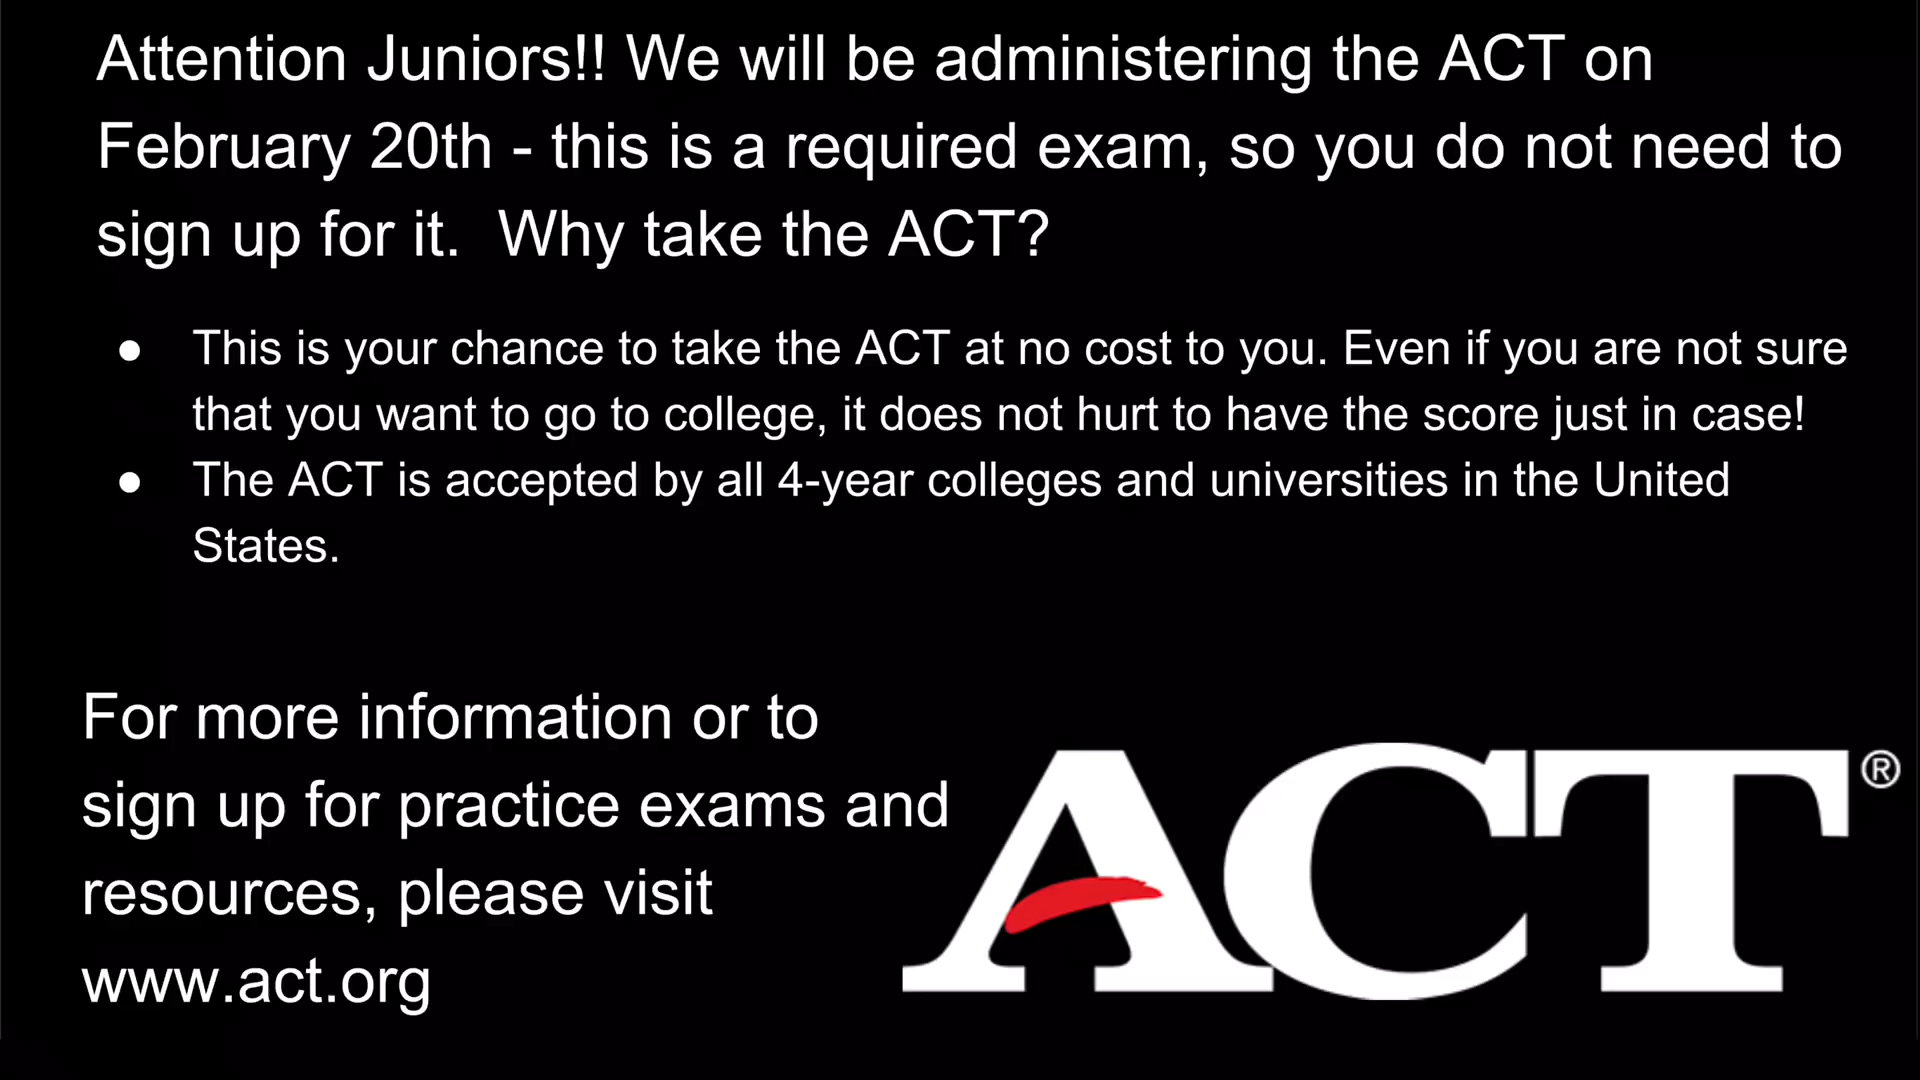 Attention Juniors!! We will be administering the ACT on
February 20th - this is a required exam, so you do not need to
sign up for it.  Why take the ACT?
● This is your chance to take the ACT at no cost to you. Even if you are not sure
that you want to go to college, it does not hurt to have the score just in case!
● The ACT is accepted by all 4-year colleges and universities in the United
States.
For more information or to
sign up for practice exams and
resources, please visit
www.act.org
ACT®